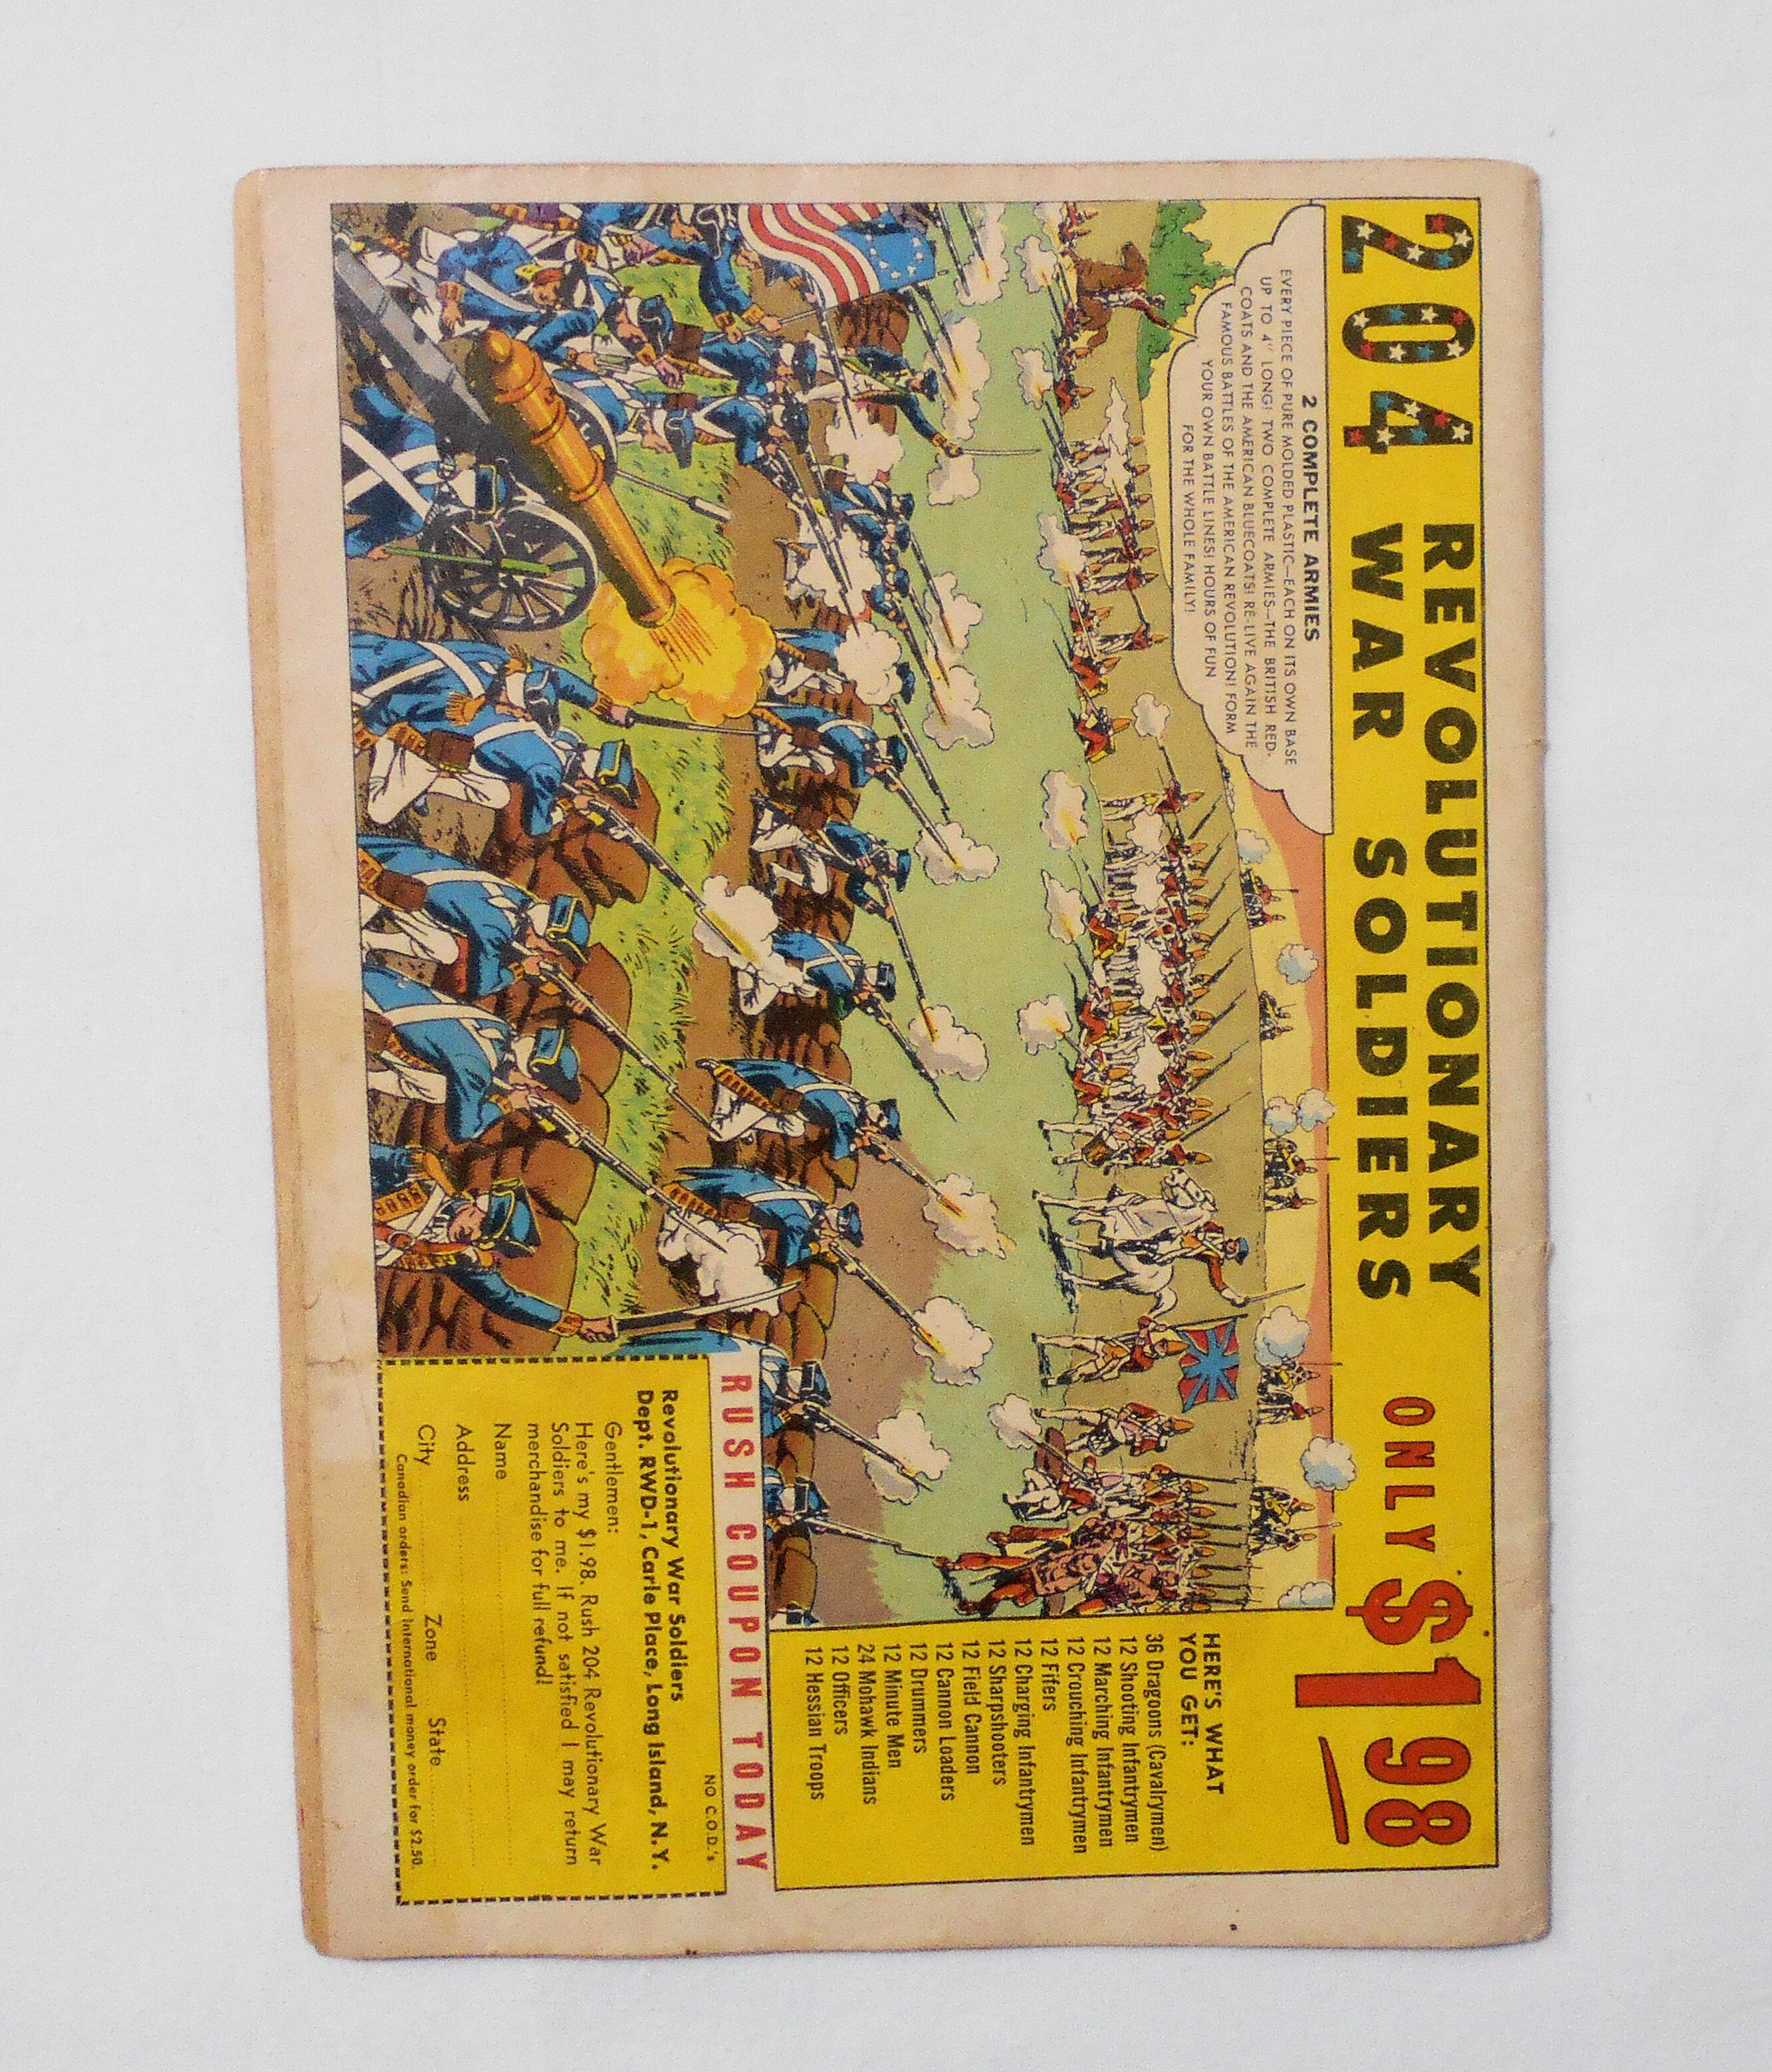 204 REVOLUTIONARY
WAR SOLDIERS
ONLY $198
2 COMPLETE ARMIES
EVERY PIECE OF PURE MOLDED PLASTIC—EACH ON ITS OWN BASE
UP TO 4" LONG! TWO COMPLETE ARMIES—THE BRITISH RED-
COATS AND THE AMERICAN BLUECOATS! RE-LIVE AGAIN THE
FAMOUS BATTLES OF THE AMERICAN REVOLUTION! FORM
YOUR OWN BATTLE LINES! HOURS OF FUN
FOR THE WHOLE FAMILY!
HERE'S WHAT
YOU GET:
36 Dragoons (Cavalrymen)
12 Shooting Infantrymen
12 Marching Infantrymen
12 Crouching Infantrymen
12 Fifers
12 Charging Infantrymen
12 Sharpshooters
12 Field Cannon
12 Cannon Loaders
12 Drummers
12 Minute Men
24 Mohawk Indians
12 Officers
12 Hessian Troops
RUSH COUPON TODAY
NO C.O.D.'s
Revolutionary War Soldiers
Dept. RWD-1, Carle Place, Long Island, N.Y.
Gentlemen:
Here's my $1.98. Rush 204 Revolutionary War
Soldiers to me. If not satisfied I may return
merchandise for full refund!
Name
Address
City Zone State
Canadian orders: Send International money order for $2.50.